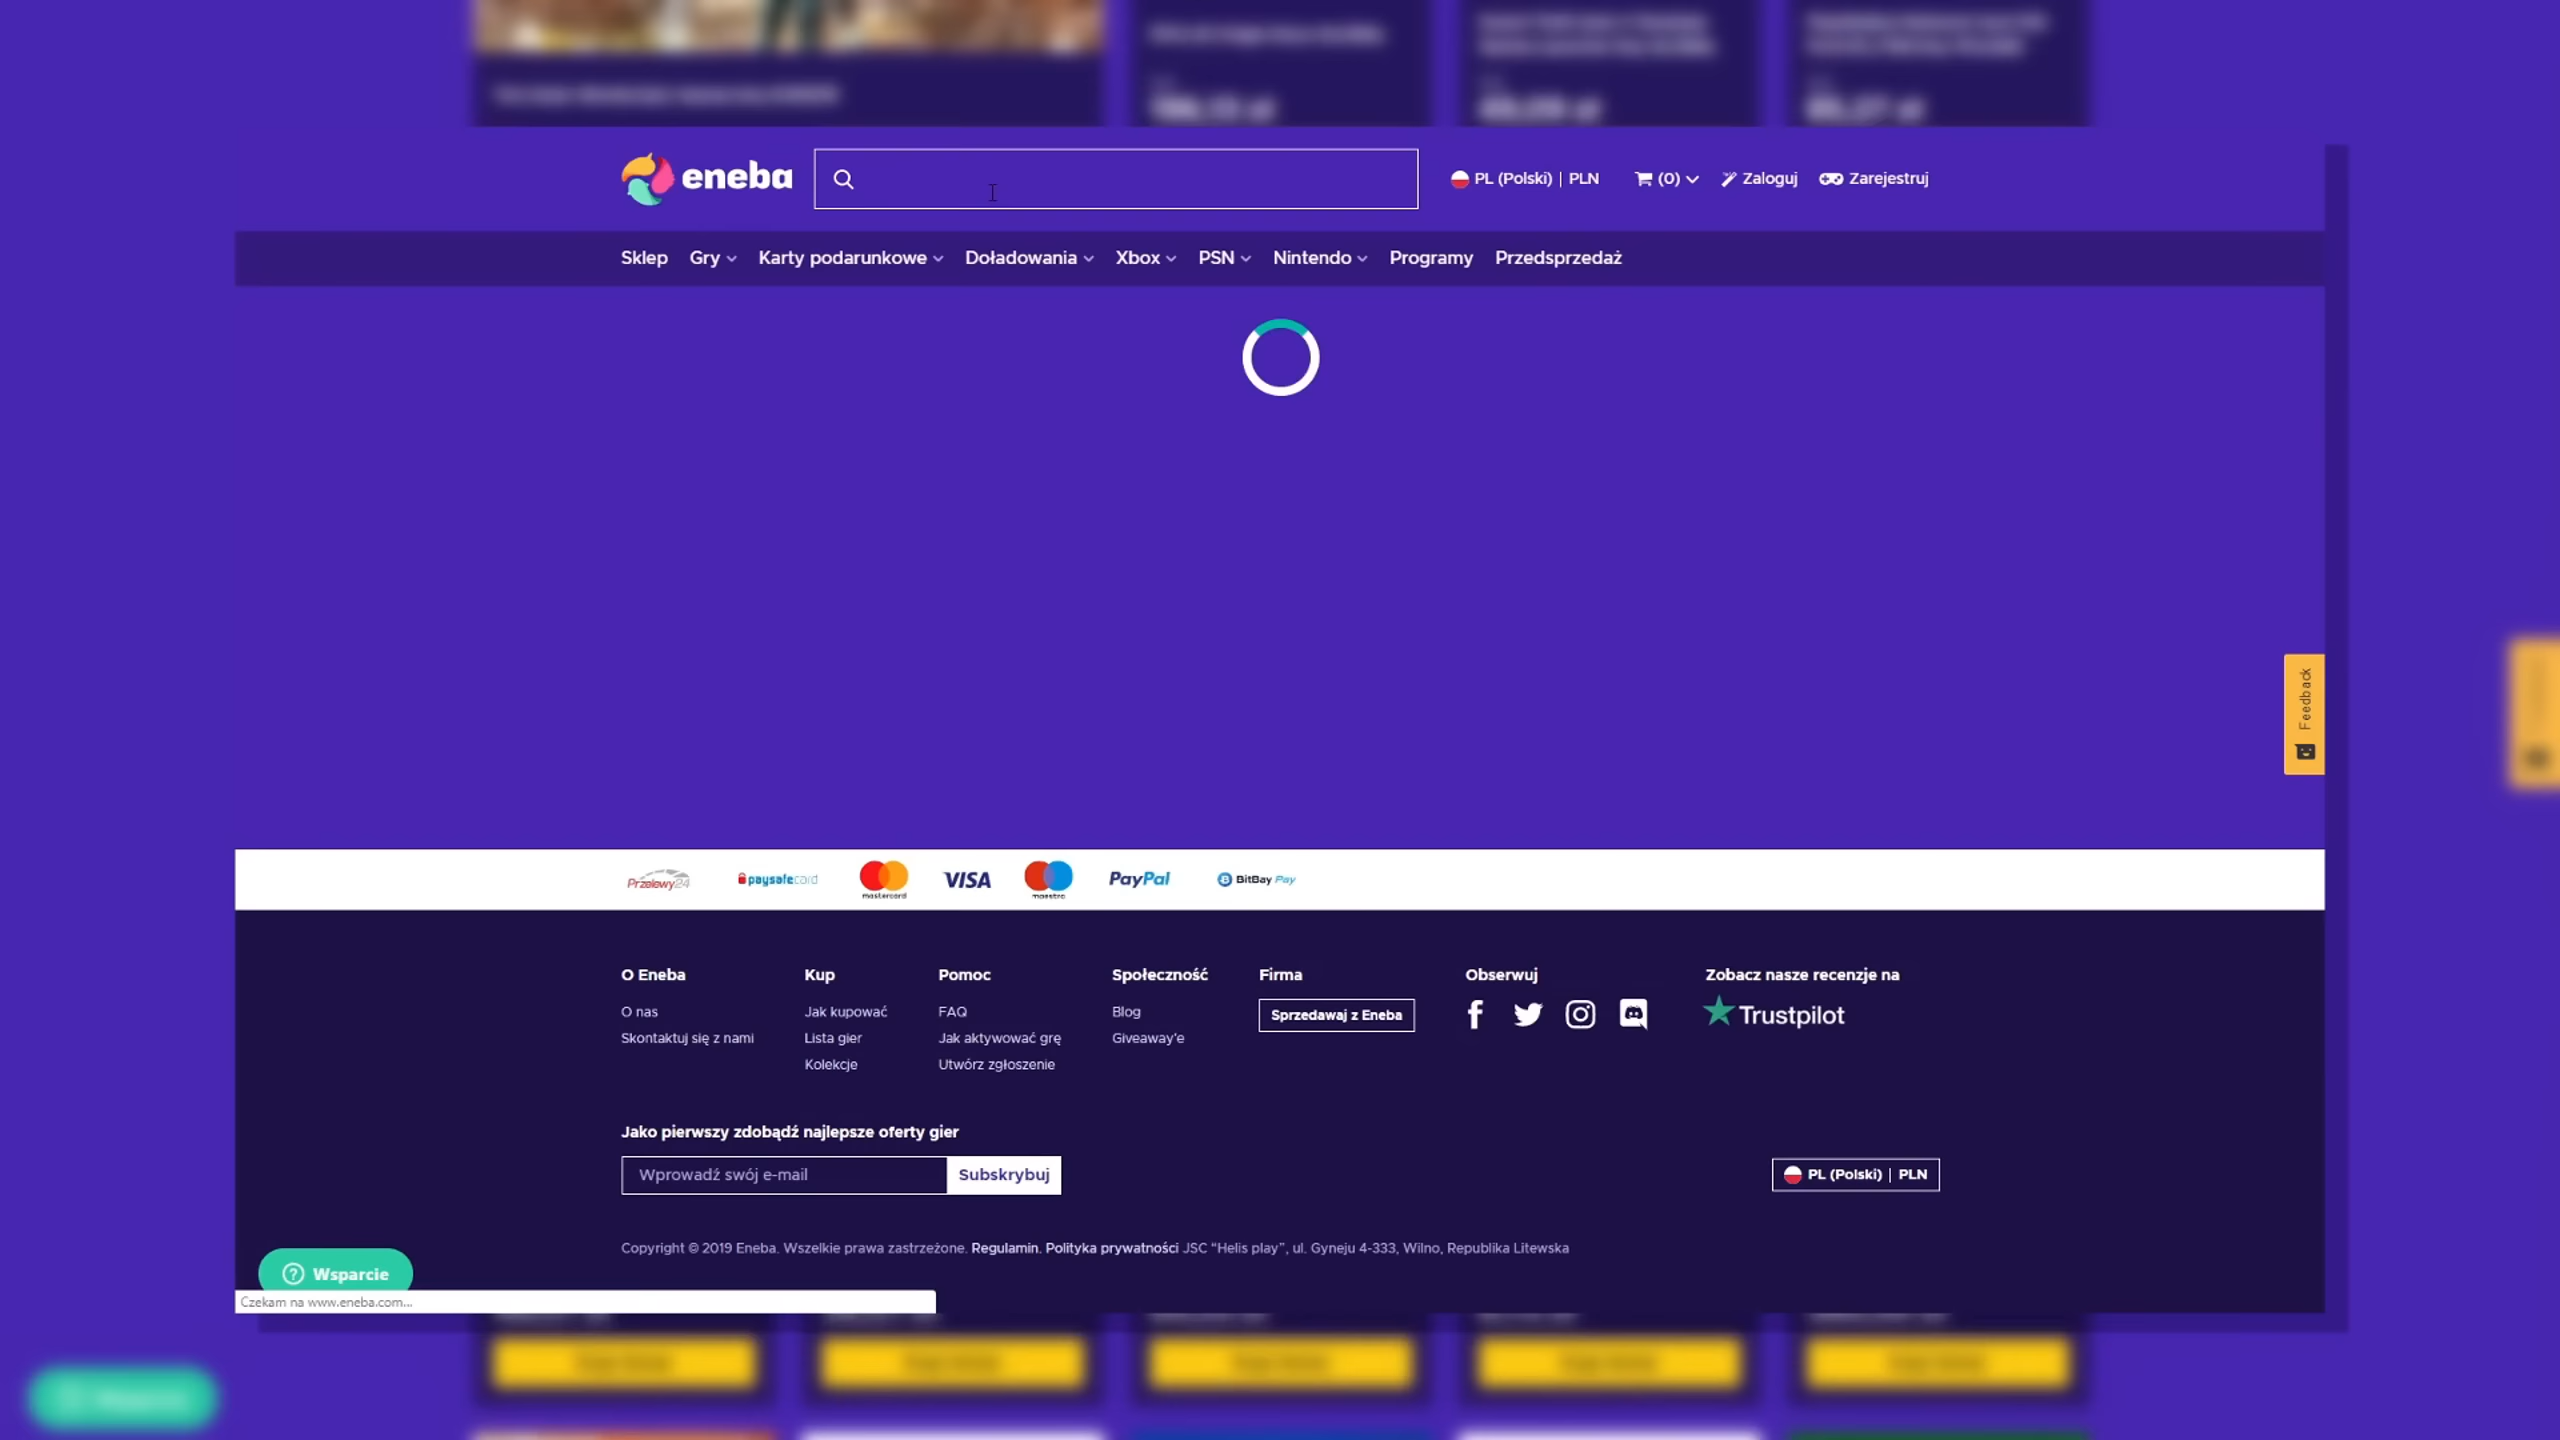 eneba
PL (Polski) | PLN
(0)
Zaloguj
Zarejestruj
Sklep
Gry
Karty podarunkowe
Doładowania
Xbox
PSN
Nintendo
Programy
Przedsprzedaż
Feedback
Przelewy24
paysafecard
mastercard
VISA
maestro
PayPal
BitBay Pay
O Eneba
O nas
Skontaktuj się z nami
Kup
Jak kupować
Lista gier
Kolekcje
Pomoc
FAQ
Jak aktywować grę
Utwórz zgłoszenie
Społeczność
Blog
Giveaway'e
Firma
Sprzedawaj z Eneba
Obserwuj
Zobacz nasze recenzje na
Trustpilot
Jako pierwszy zdobądź najlepsze oferty gier
Wprowadź swój e-mail
Subskrybuj
PL (Polski) | PLN
Copyright © 2019 Eneba. Wszelkie prawa zastrzeżone. Regulamin. Polityka prywatności JSC “Helis play”, ul. Gyneju 4-333, Wilno, Republika Litewska
Wsparcie
Czekam na www.eneba.com...